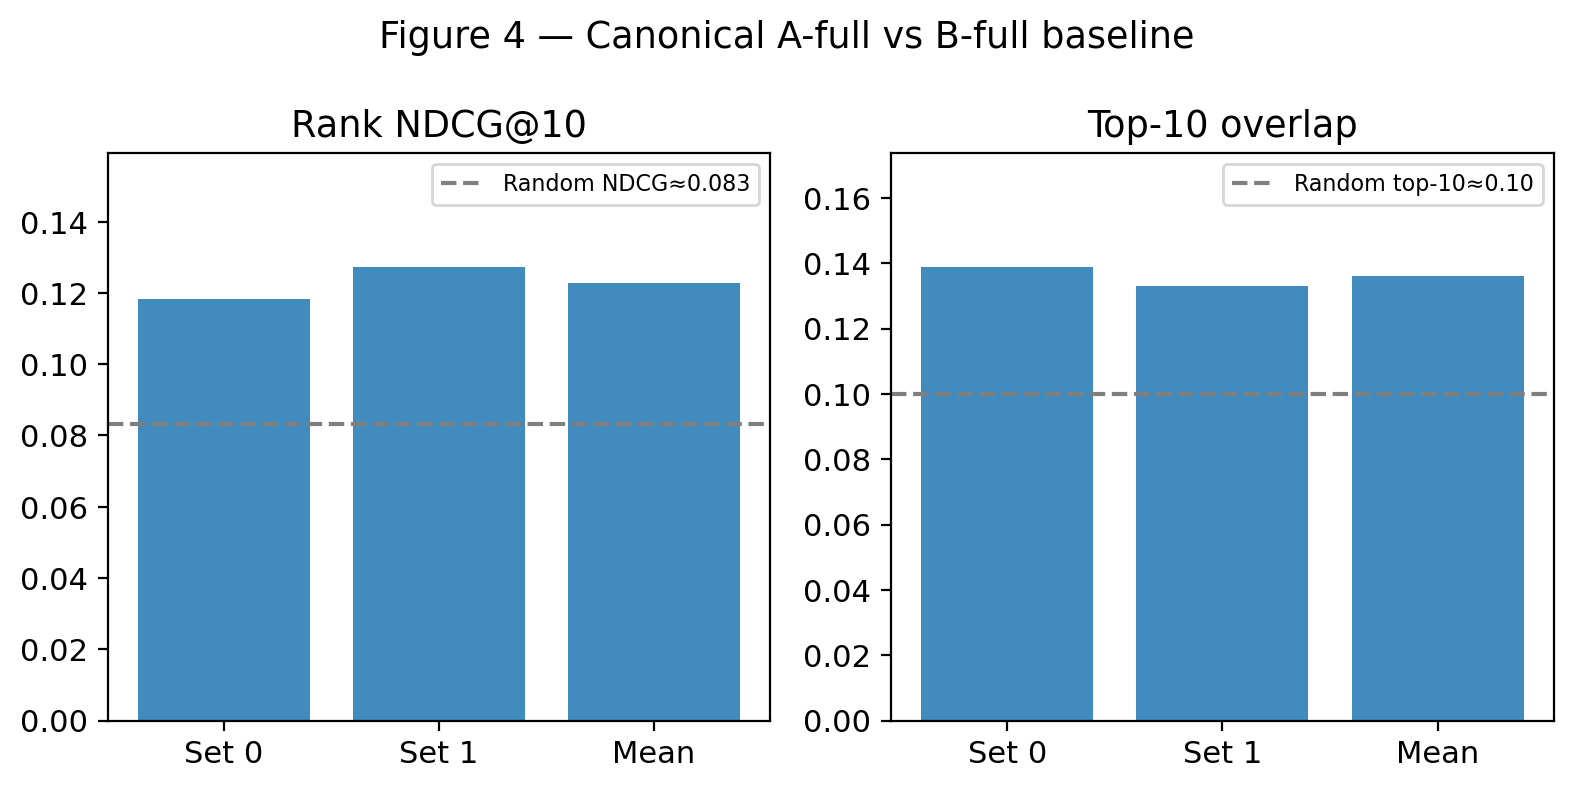 Figure 4 — Canonical A-full vs B-full baseline
Rank NDCG@10
Random NDCG≈0.083
0.14
0.12
0.10
0.08
0.06
0.04
0.02
0.00
Set 0
Set 1
Mean
Top-10 overlap
Random top-10≈0.10
0.16
0.14
0.12
0.10
0.08
0.06
0.04
0.02
0.00
Set 0
Set 1
Mean